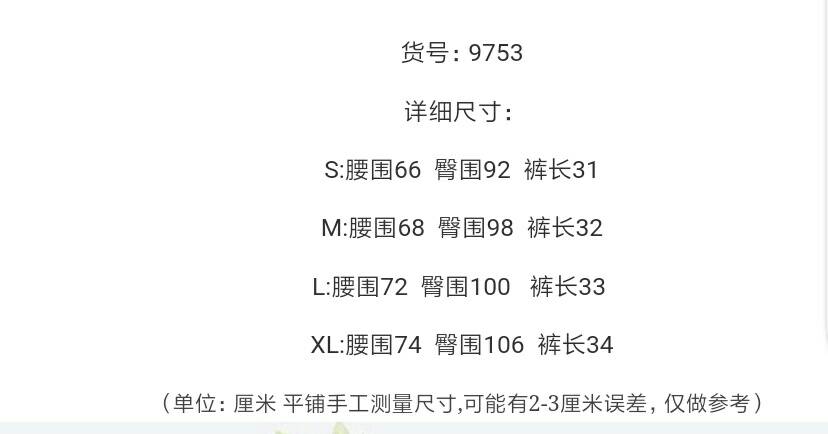 货号: 9753
详细尺寸:
S:腰围66 臀围92 裤长31
M:腰围68 臀围98 裤长32
L:腰围72 臀围100 裤长33
XL:腰围74 臀围106 裤长34
(单位: 厘米 平铺手工测量尺寸,可能有2-3厘米误差, 仅做参考)